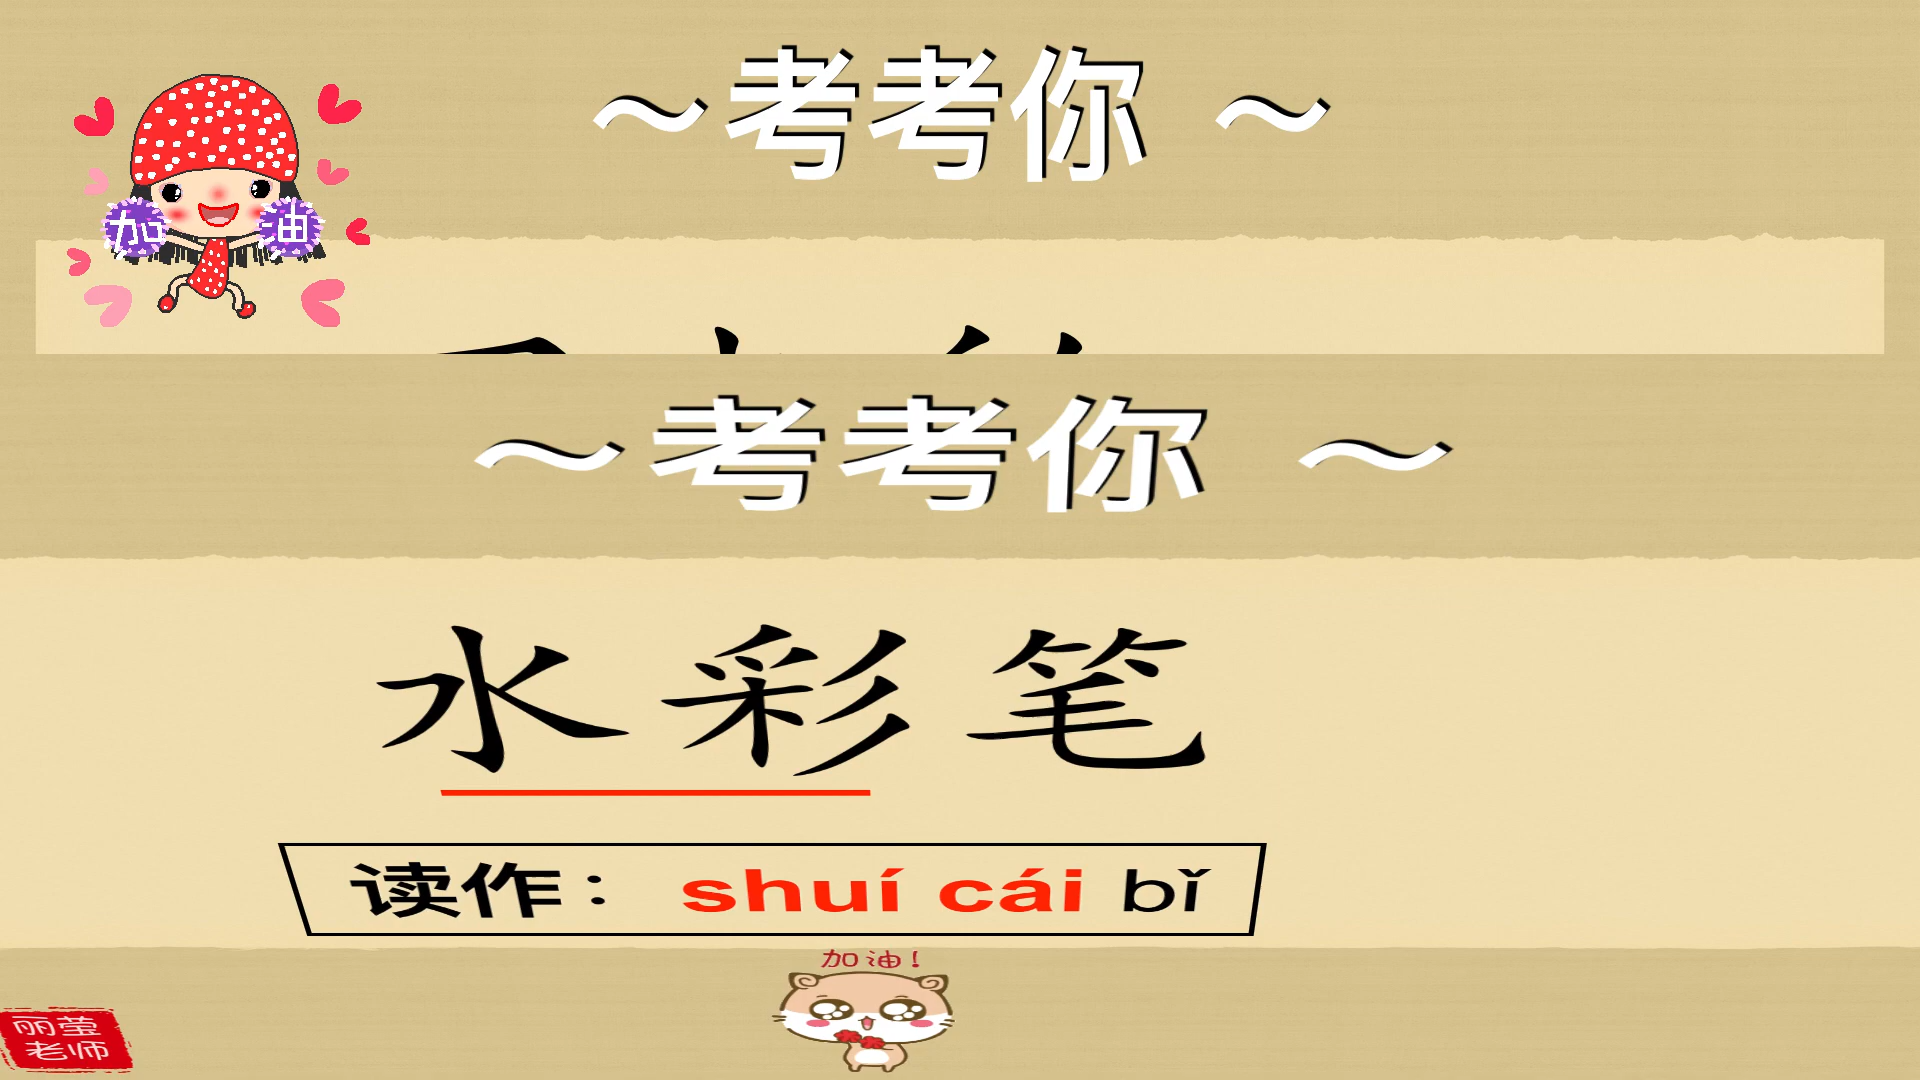 ~考考你 ~
加油
~考考你 ~
水彩笔
读作： shuí cái bǐ
加油！
丽莹
老师